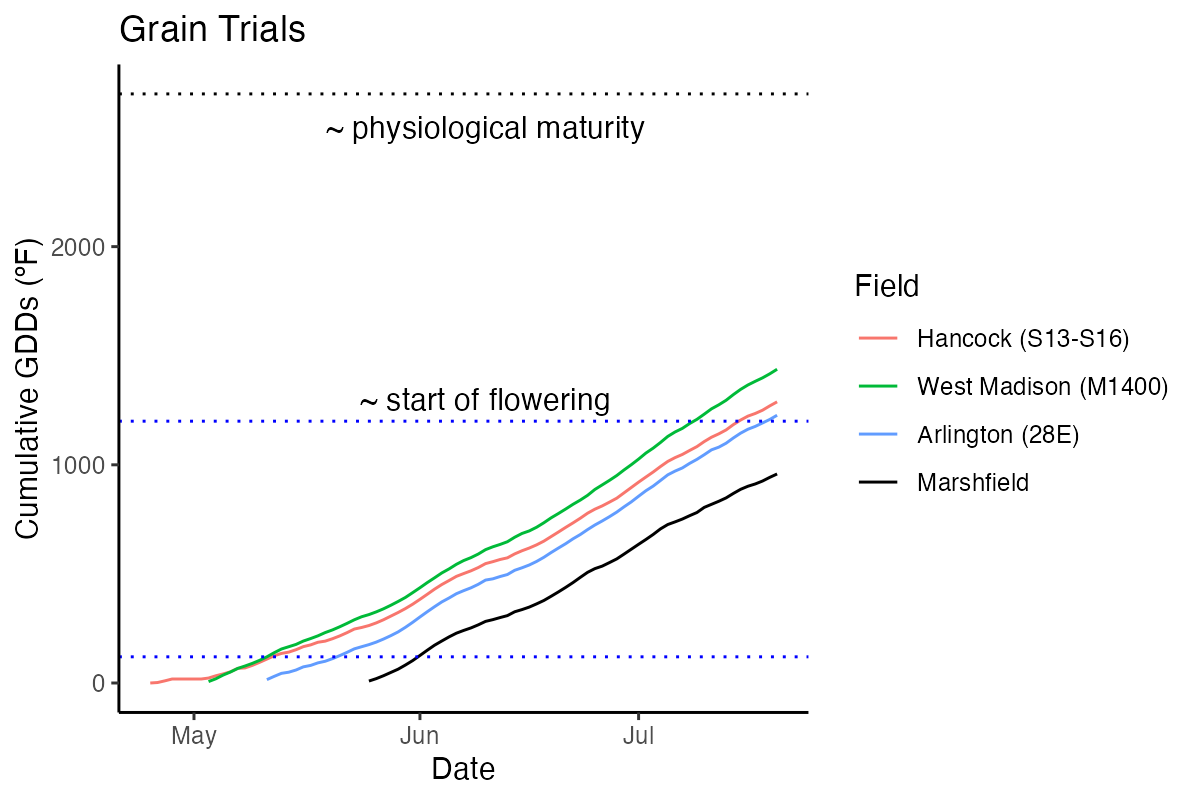 Grain Trials
~ physiological maturity
2000
~ start of flowering
1000
0
Cumulative GDDs (°F)
May
Jun
Jul
Date
Field
Hancock (S13-S16)
West Madison (M1400)
Arlington (28E)
Marshfield